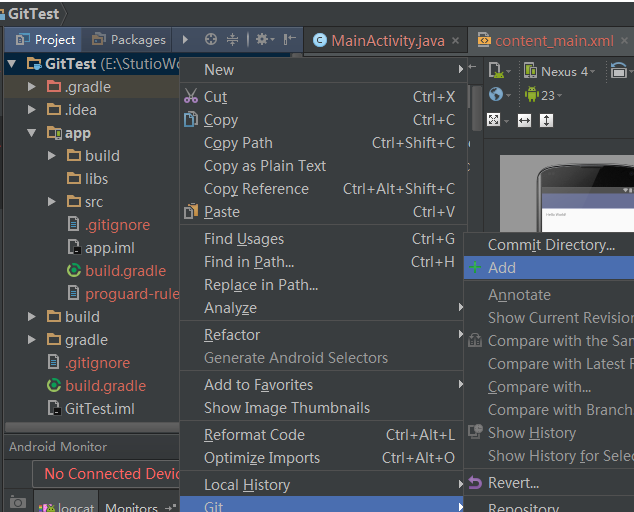 GitTest
Project
Packages
MainActivity.java
content_main.xml
GitTest (E:\StutioWo
.gradle
.idea
app
build
libs
src
.gitignore
app.iml
build.gradle
proguard-rule
build
gradle
.gitignore
build.gradle
GitTest.iml
Android Monitor
No Connected Devic
logcat
Monitors
New
Cut Ctrl+X
Copy Ctrl+C
Copy Path Ctrl+Shift+C
Copy as Plain Text
Copy Reference Ctrl+Alt+Shift+C
Paste Ctrl+V
Find Usages Ctrl+G
Find in Path... Ctrl+H
Replace in Path...
Analyze
Refactor
Generate Android Selectors
Add to Favorites
Show Image Thumbnails
Reformat Code Ctrl+Alt+L
Optimize Imports Ctrl+Alt+O
Local History
Git
Nexus 4
23
Commit Directory...
Add
Annotate
Show Current Revision
Compare with the Sam
Compare with Latest R
Compare with...
Compare with Branch
Show History
Show History for Selec
Revert...
Repository